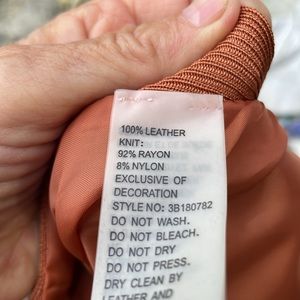 100% LEATHER
KNIT:
92% RAYON
8% NYLON
EXCLUSIVE OF
DECORATION
STYLE NO: 3B180782
DO NOT WASH.
DO NOT BLEACH.
DO NOT DRY
DO NOT PRESS.
DRY CLEAN BY
LEATHER AND